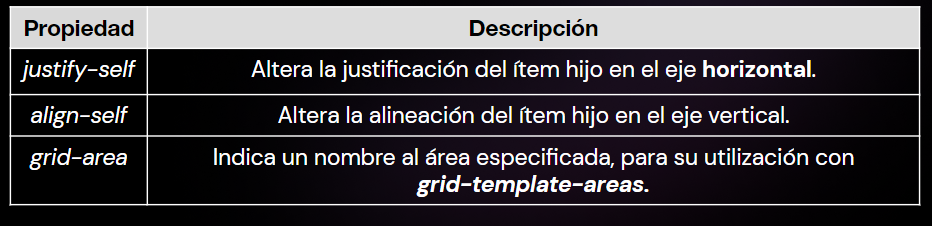 Propiedad Descripción
justify-self Altera la justificación del ítem hijo en el eje horizontal.
align-self Altera la alineación del ítem hijo en el eje vertical.
grid-area Indica un nombre al área especificada, para su utilización con
grid-template-areas.